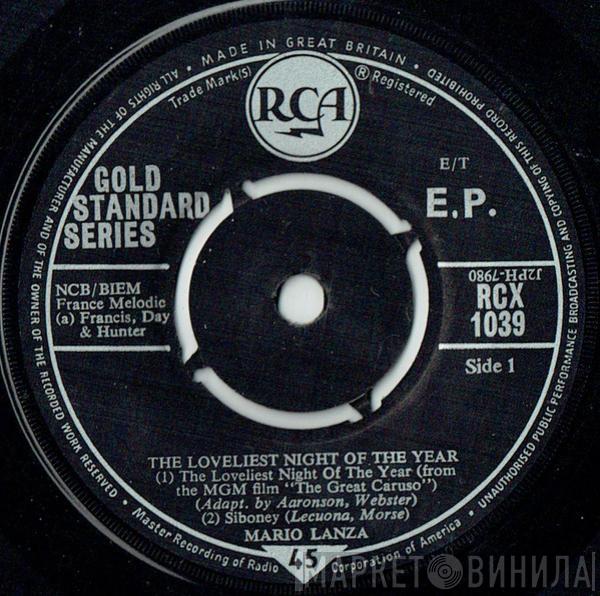 ALL RIGHTS OF THE MANUFACTURER AND OF THE OWNER OF THE RECORDED WORK RESERVED • MADE IN GREAT BRITAIN • UNAUTHORISED PUBLIC PERFORMANCE BROADCASTING AND COPYING OF THIS RECORD PROHIBITED
Trade Mark(s) ® Registered
RCA
GOLD
STANDARD
SERIES
E/T
E.P.
NCB/BIEM
France Melodic
(a) Francis, Day
& Hunter
12PH-7980
RCX
1039
Side 1
THE LOVELIEST NIGHT OF THE YEAR
(1) The Loveliest Night Of The Year (from
the MGM film "The Great Caruso")
(Adapt. by Aaronson, Webster)
(2) Siboney (Lecuona, Morse)
MARIO LANZA
• Master Recording of Radio Corporation of America •
45
МАРКЕТ ВИНИЛА